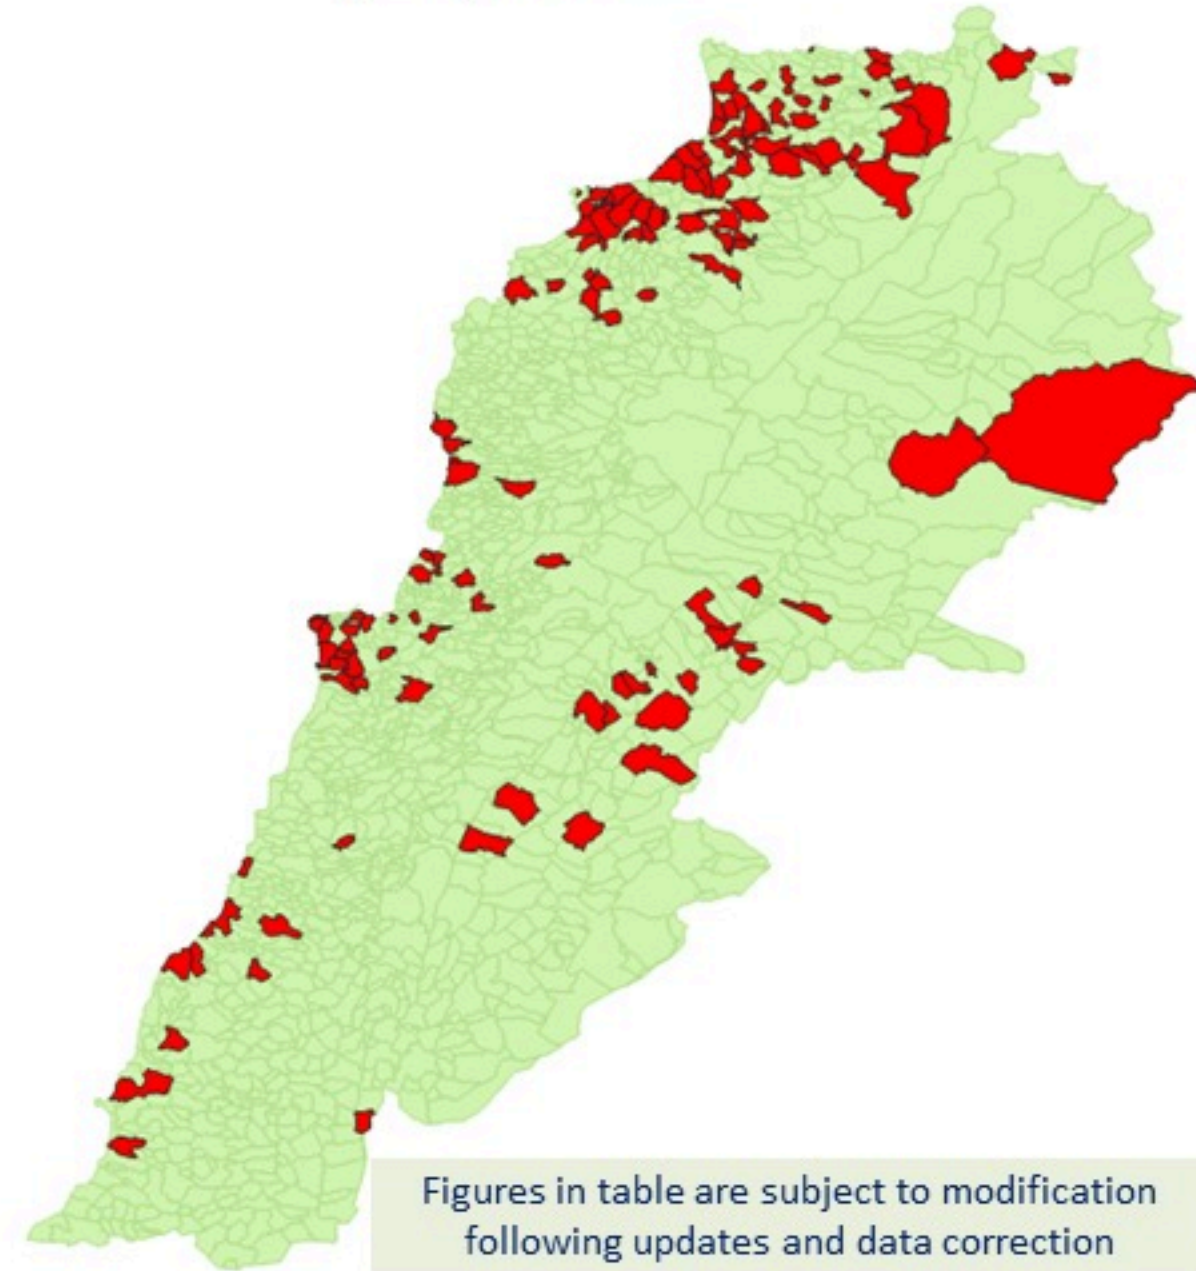 Figures in table are subject to modification
following updates and data correction